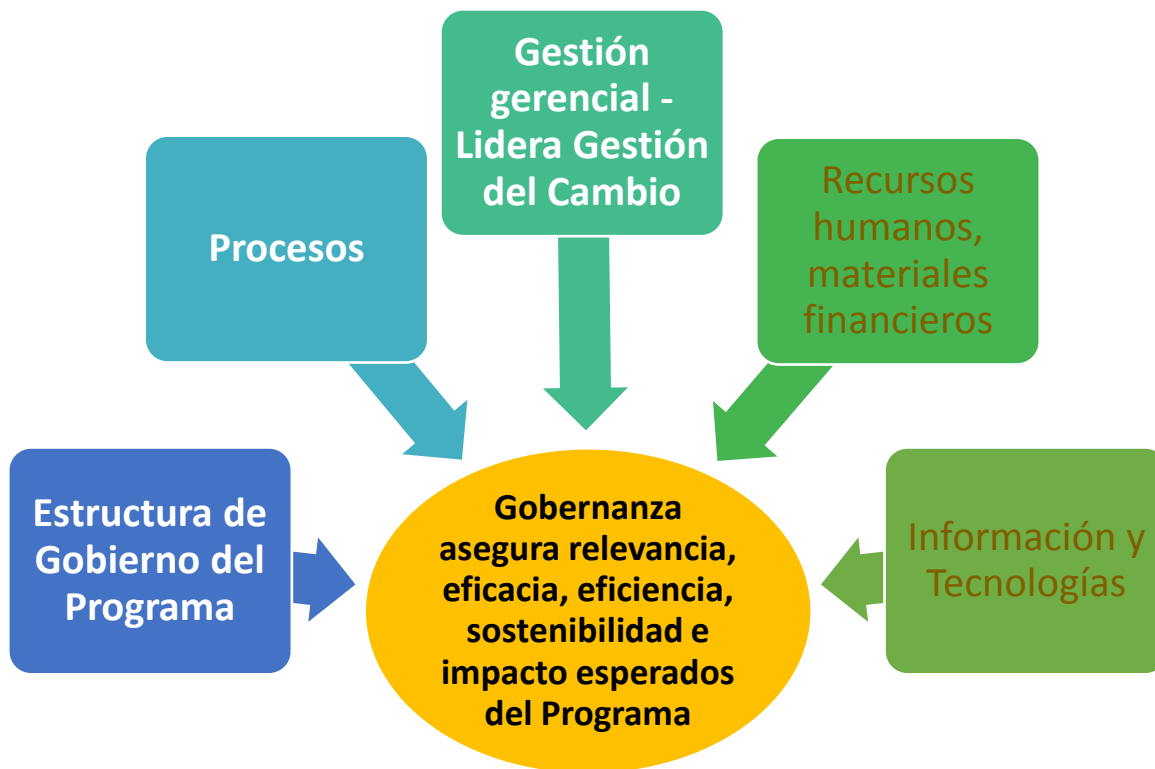 Gestión
gerencial -
Lidera Gestión
del Cambio
Procesos
Recursos
humanos,
materiales
financieros
Estructura de
Gobierno del
Programa
Gobernanza
asegura relevancia,
eficacia, eficiencia,
sostenibilidad e
impacto esperados
del Programa
Información y
Tecnologías